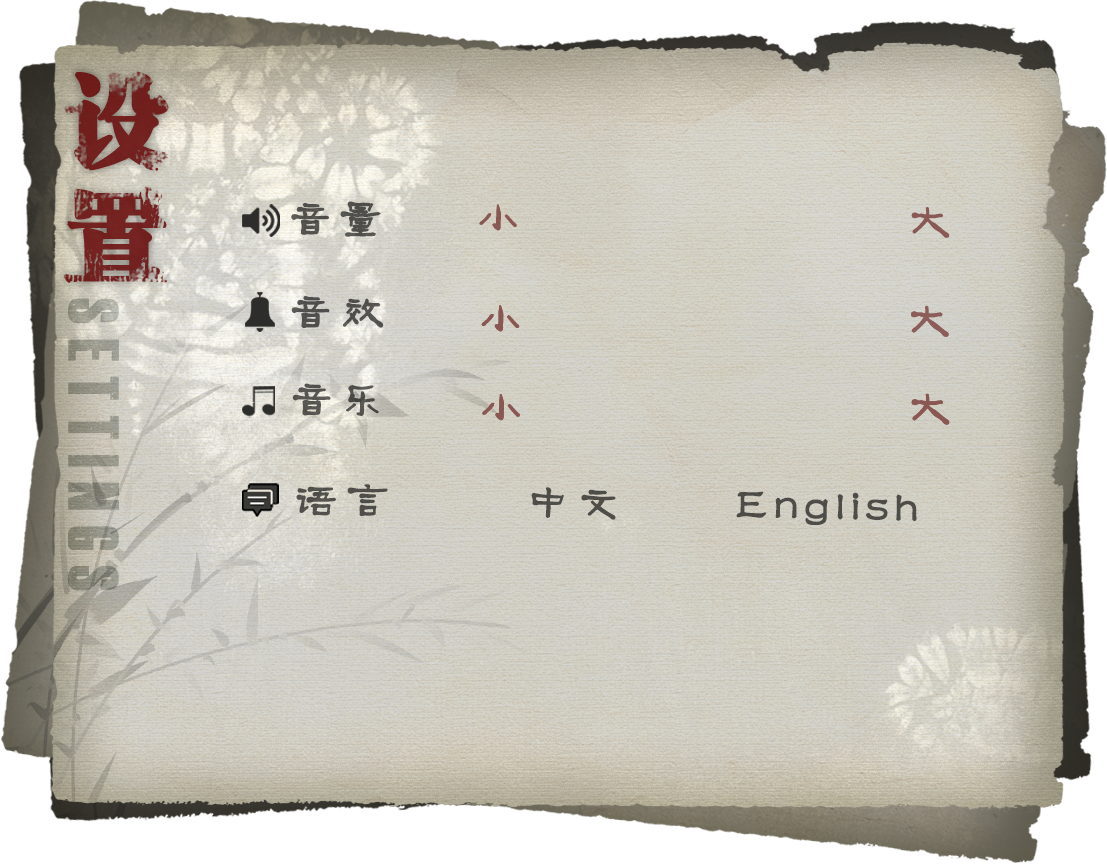 设置
SETTINGS
音量 小 大
音效 小 大
音乐 小 大
语言 中文 English